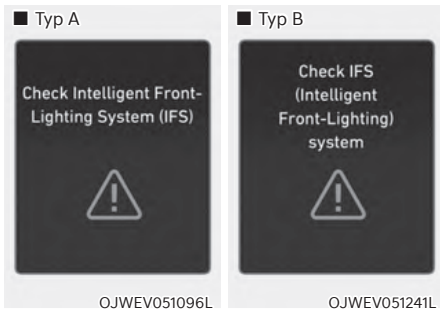 ■ Typ A
Check Intelligent Front-
Lighting System (IFS)
OJWEV051096L
■ Typ B
Check IFS
(Intelligent
Front-Lighting)
system
OJWEV051241L